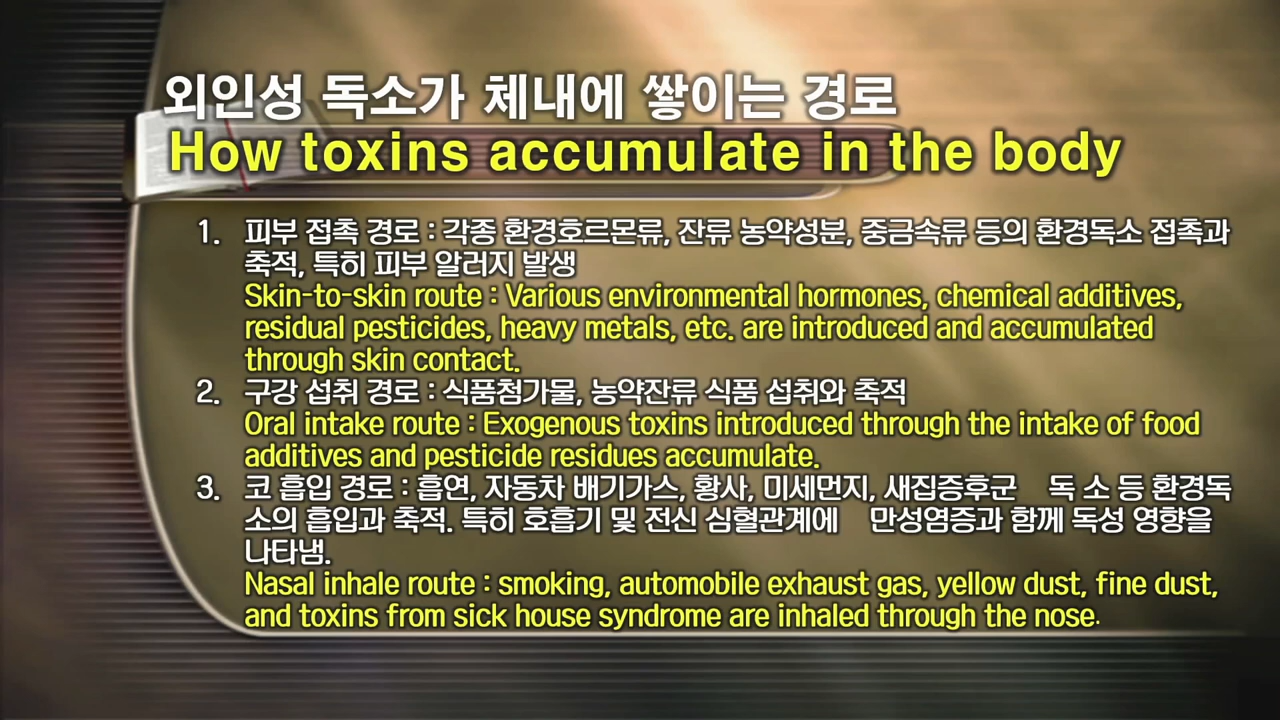 외인성 독소가 체내에 쌓이는 경로
How toxins accumulate in the body
1. 피부 접촉 경로 : 각종 환경호르몬류, 잔류 농약성분, 중금속류 등의 환경독소 접촉과
축적, 특히 피부 알러지 발생
Skin-to-skin route : Various environmental hormones, chemical additives,
residual pesticides, heavy metals, etc. are introduced and accumulated
through skin contact.
2. 구강 섭취 경로 : 식품첨가물, 농약잔류 식품 섭취와 축적
Oral intake route : Exogenous toxins introduced through the intake of food
additives and pesticide residues accumulate.
3. 코 흡입 경로 : 흡연, 자동차 배기가스, 황사, 미세먼지, 새집증후군 독 소 등 환경독
소의 흡입과 축적. 특히 호흡기 및 전신 심혈관계에 만성염증과 함께 독성 영향을
나타냄.
Nasal inhale route : smoking, automobile exhaust gas, yellow dust, fine dust,
and toxins from sick house syndrome are inhaled through the nose.